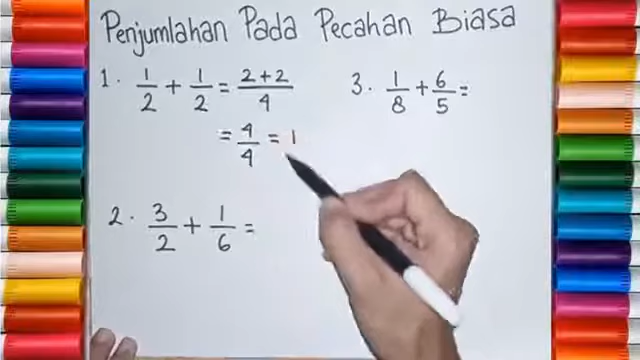 Penjumlahan Pada Pecahan Biasa
1. 1/2 + 1/2 = 2+2/4
= 4/4 = 1
2. 3/2 + 1/6 =
3. 1/8 + 6/5 =